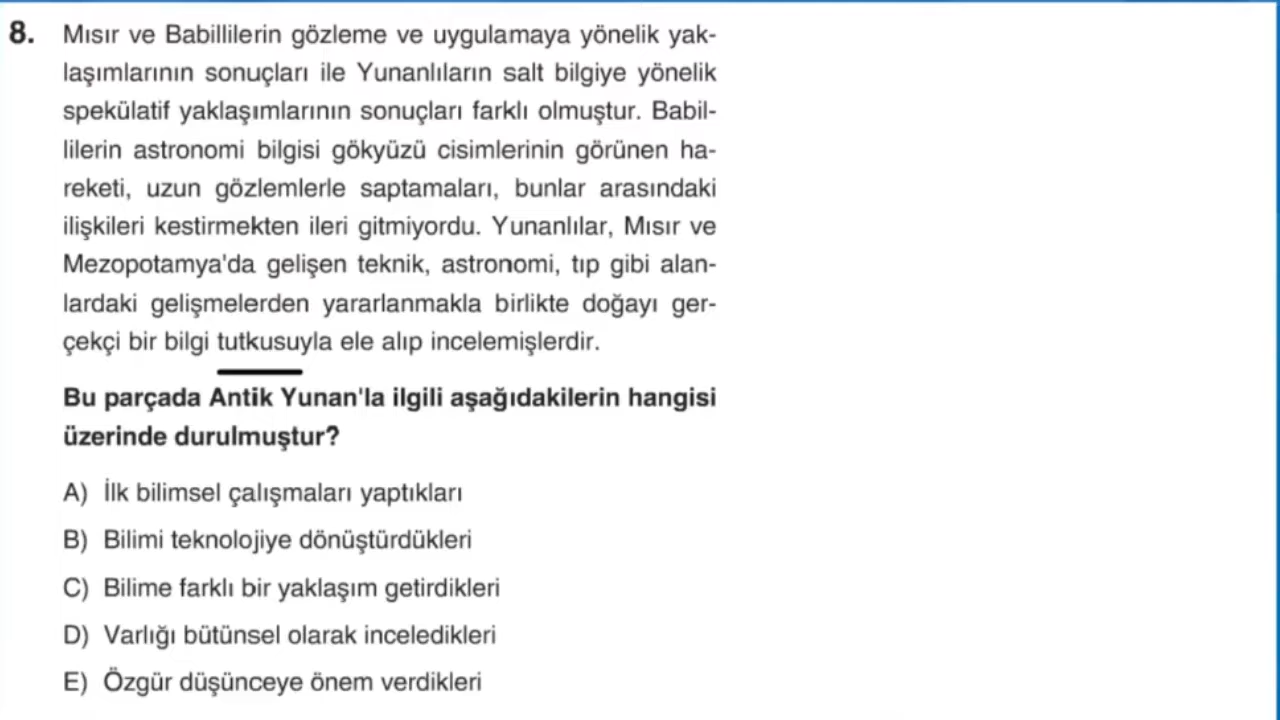 8. Mısır ve Babillilerin gözleme ve uygulamaya yönelik yak-
laşımlarının sonuçları ile Yunanlıların salt bilgiye yönelik
spekülatif yaklaşımlarının sonuçları farklı olmuştur. Babil-
lilerin astronomi bilgisi gökyüzü cisimlerinin görünen ha-
reketi, uzun gözlemlerle saptamaları, bunlar arasındaki
ilişkileri kestirmekten ileri gitmiyordu. Yunanlılar, Mısır ve
Mezopotamya'da gelişen teknik, astronomi, tıp gibi alan-
lardaki gelişmelerden yararlanmakla birlikte doğayı ger-
çekçi bir bilgi tutkusuyla ele alıp incelemişlerdir.
Bu parçada Antik Yunan'la ilgili aşağıdakilerin hangisi
üzerinde durulmuştur?
A) İlk bilimsel çalışmaları yaptıkları
B) Bilimi teknolojiye dönüştürdükleri
C) Bilime farklı bir yaklaşım getirdikleri
D) Varlığı bütünsel olarak inceledikleri
E) Özgür düşünceye önem verdikleri